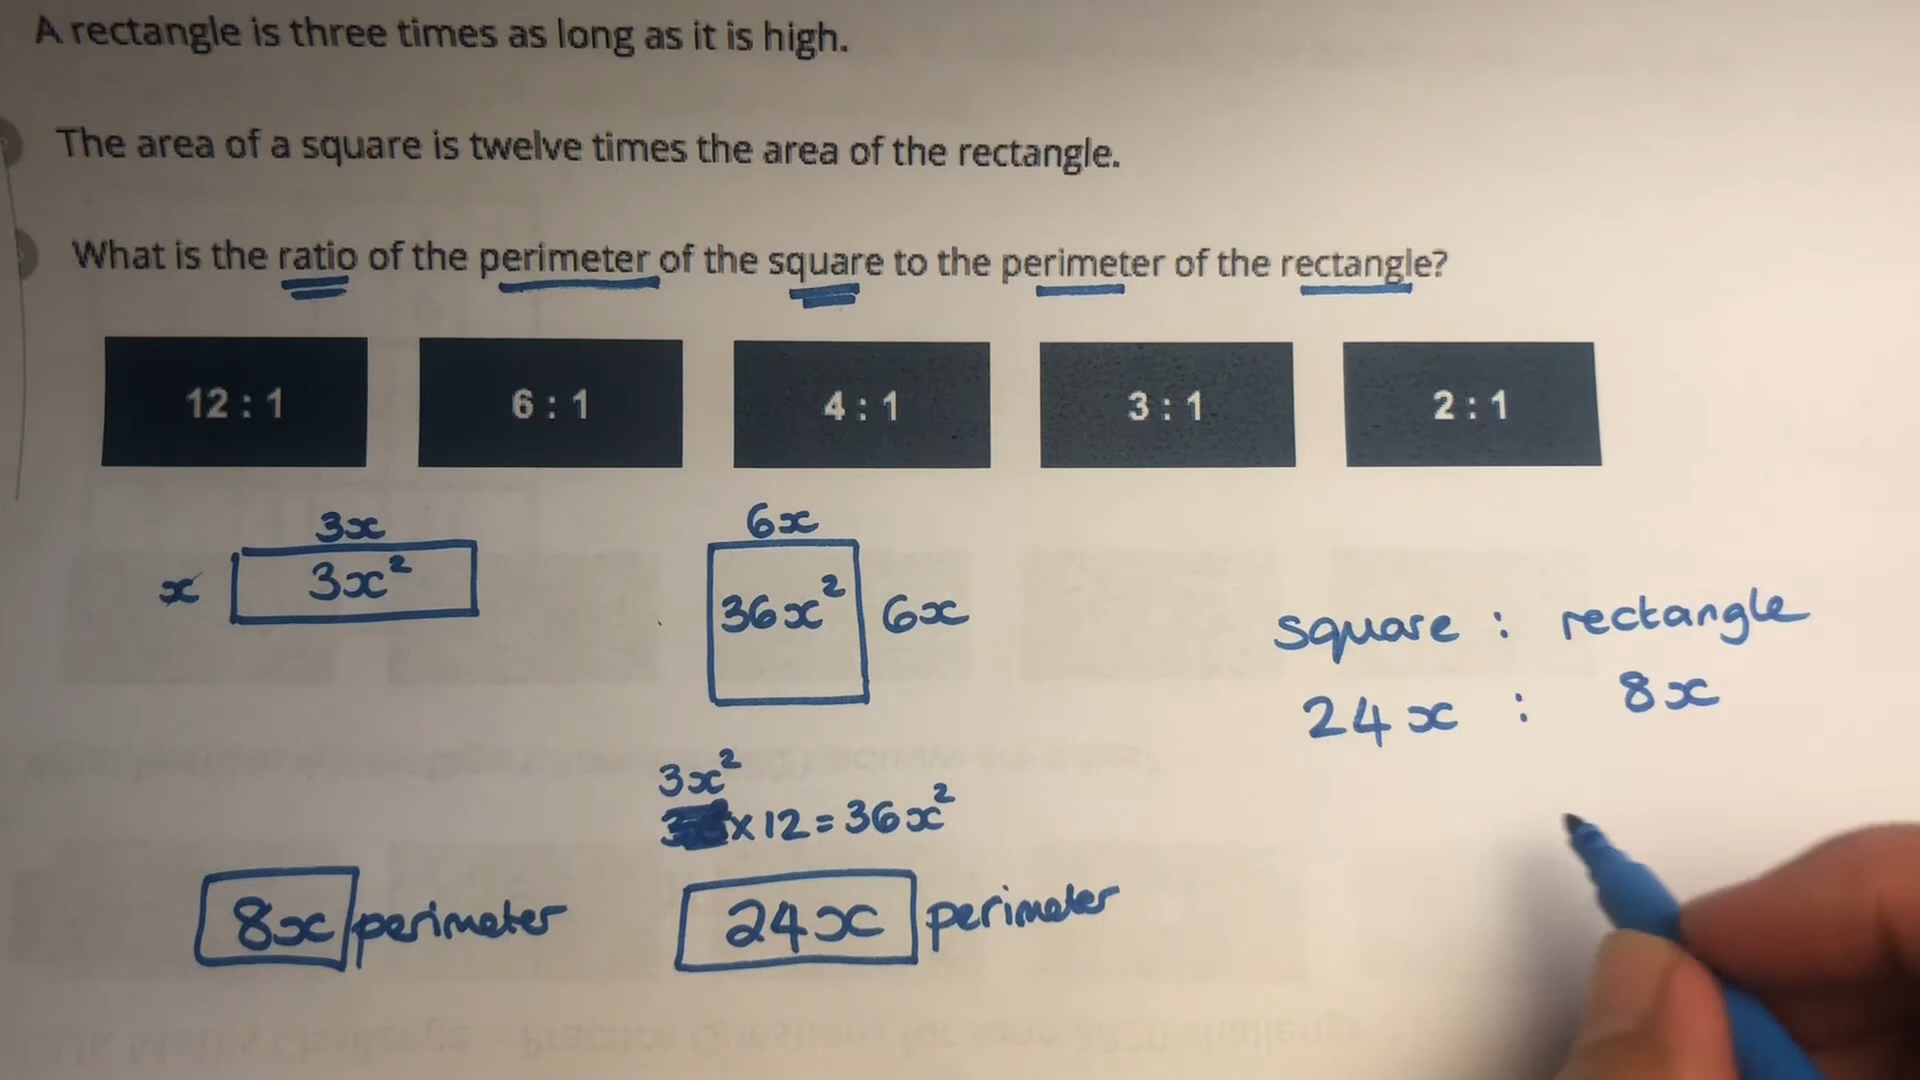 A rectangle is three times as long as it is high.
The area of a square is twelve times the area of the rectangle.
What is the ratio of the perimeter of the square to the perimeter of the rectangle?
12 : 1
6 : 1
4 : 1
3 : 1
2 : 1
3x
x
3x²
6x
36x²
6x
square : rectangle
24x : 8x
3x²
x 12 = 36x²
8x perimeter
24x perimeter